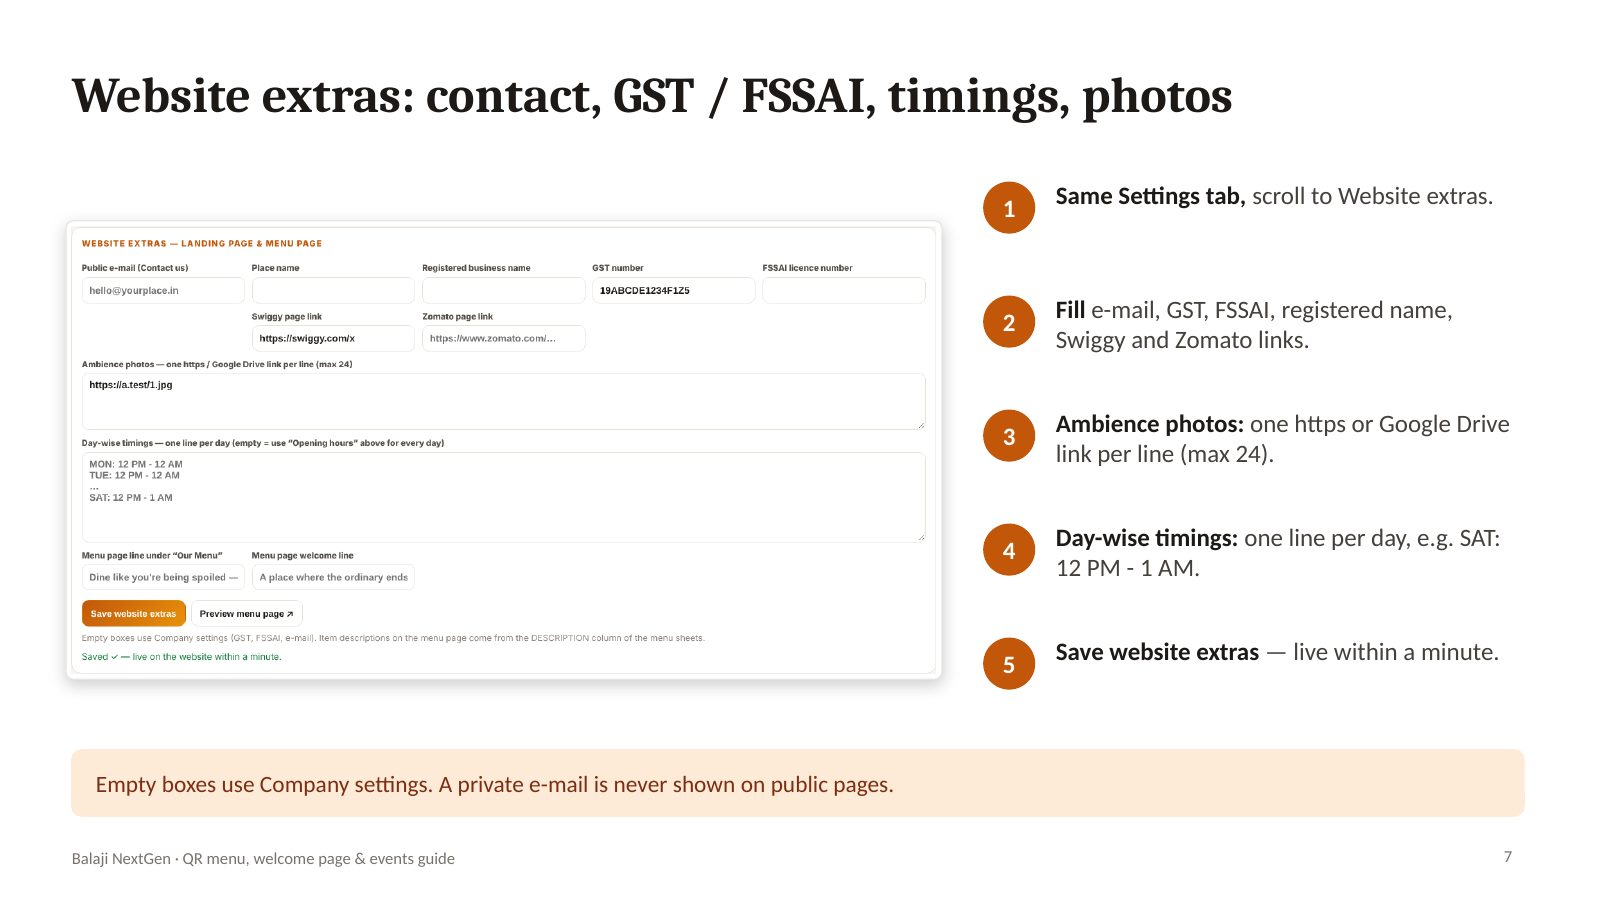 Website extras: contact, GST / FSSAI, timings, photos
WEBSITE EXTRAS — LANDING PAGE & MENU PAGE
Public e-mail (Contact us)
Place name
Registered business name
GST number
FSSAI licence number
hello@yourplace.in
19ABCDE1234F1Z5
Swiggy page link
Zomato page link
https://swiggy.com/x
https://www.zomato.com/...
Ambience photos — one https / Google Drive link per line (max 24)
https://a.test/1.jpg
Day-wise timings — one line per day (empty = use “Opening hours” above for every day)
MON: 12 PM - 12 AM
TUE: 12 PM - 12 AM
...
SAT: 12 PM - 1 AM
Menu page line under “Our Menu”
Menu page welcome line
Dine like you're being spoiled —
A place where the ordinary ends
Save website extras
Preview menu page ↗
Empty boxes use Company settings (GST, FSSAI, e-mail). Item descriptions on the menu page come from the DESCRIPTION column of the menu sheets.
Saved ✓ — live on the website within a minute.
1
Same Settings tab, scroll to Website extras.
2
Fill e-mail, GST, FSSAI, registered name,
Swiggy and Zomato links.
3
Ambience photos: one https or Google Drive
link per line (max 24).
4
Day-wise timings: one line per day, e.g. SAT:
12 PM - 1 AM.
5
Save website extras — live within a minute.
Empty boxes use Company settings. A private e-mail is never shown on public pages.
Balaji NextGen · QR menu, welcome page & events guide
7